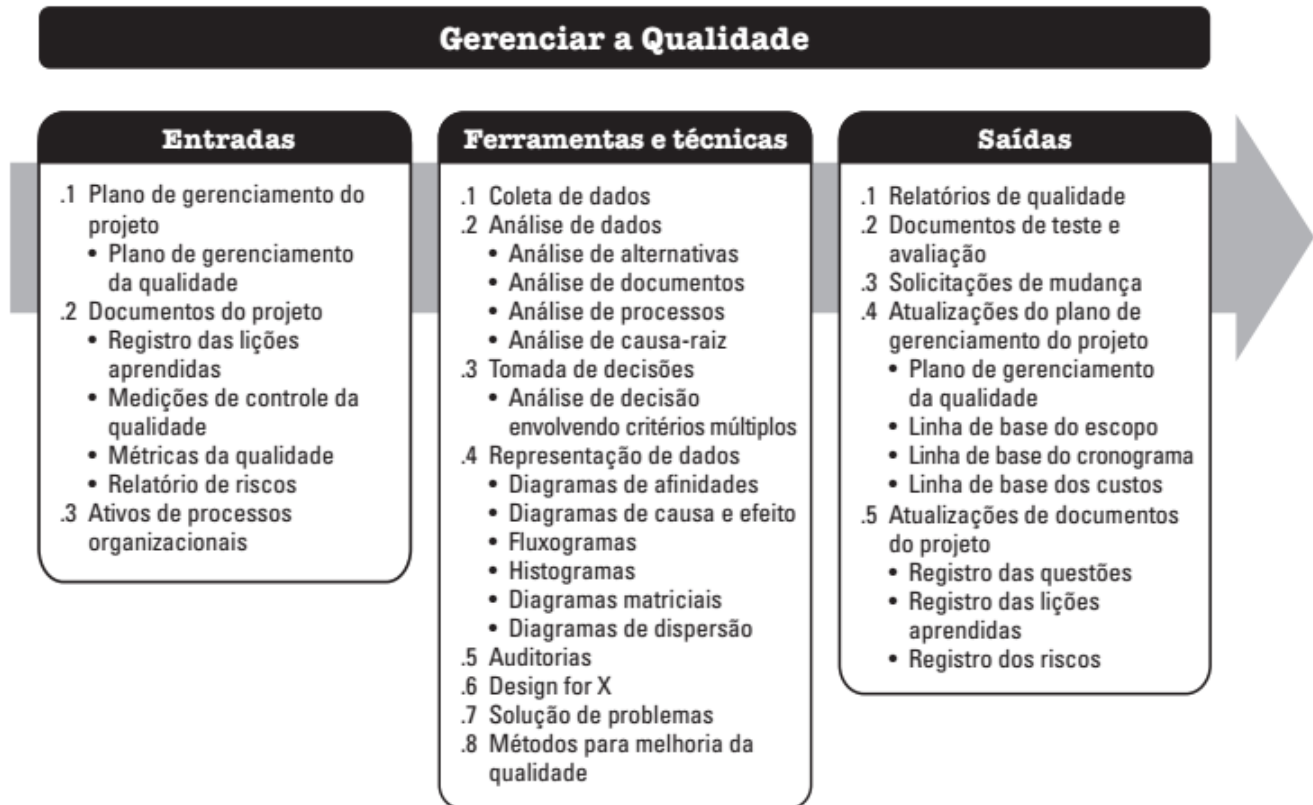 Gerenciar a Qualidade
Entradas
.1 Plano de gerenciamento do
projeto
• Plano de gerenciamento
da qualidade
.2 Documentos do projeto
• Registro das lições
aprendidas
• Medições de controle da
qualidade
• Métricas da qualidade
• Relatório de riscos
.3 Ativos de processos
organizacionais
Ferramentas e técnicas
.1 Coleta de dados
.2 Análise de dados
• Análise de alternativas
• Análise de documentos
• Análise de processos
• Análise de causa-raiz
.3 Tomada de decisões
• Análise de decisão
envolvendo critérios múltiplos
.4 Representação de dados
• Diagramas de afinidades
• Diagramas de causa e efeito
• Fluxogramas
• Histogramas
• Diagramas matriciais
• Diagramas de dispersão
.5 Auditorias
.6 Design for X
.7 Solução de problemas
.8 Métodos para melhoria da
qualidade
Saídas
.1 Relatórios de qualidade
.2 Documentos de teste e
avaliação
.3 Solicitações de mudança
.4 Atualizações do plano de
gerenciamento do projeto
• Plano de gerenciamento
da qualidade
• Linha de base do escopo
• Linha de base do cronograma
• Linha de base dos custos
.5 Atualizações de documentos
do projeto
• Registro das questões
• Registro das lições
aprendidas
• Registro dos riscos